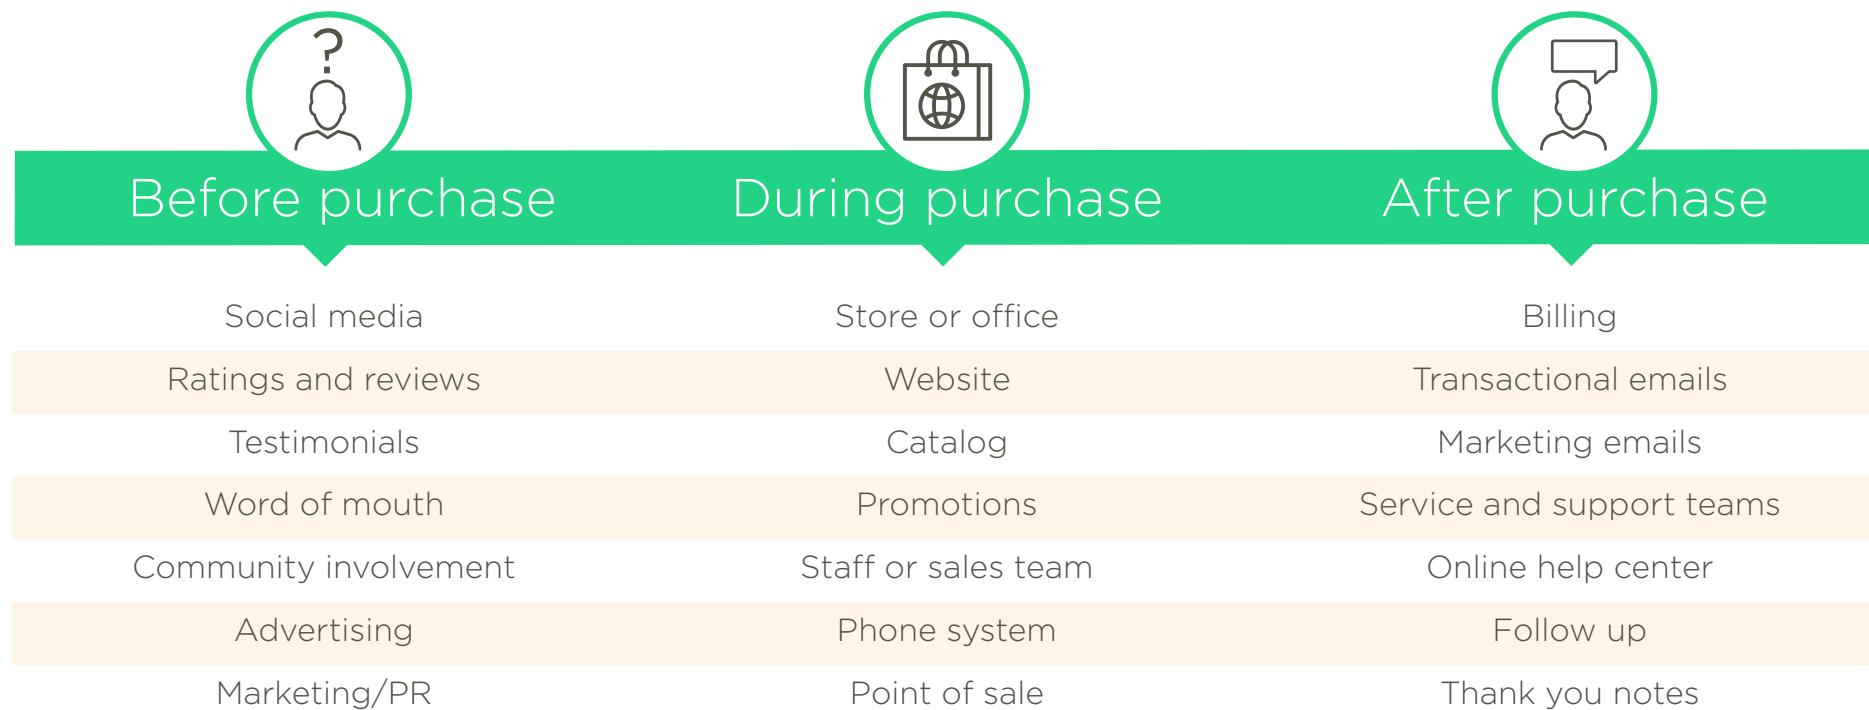 ?
Before purchase
During purchase
After purchase
Social media
Store or office
Billing
Ratings and reviews
Website
Transactional emails
Testimonials
Catalog
Marketing emails
Word of mouth
Promotions
Service and support teams
Community involvement
Staff or sales team
Online help center
Advertising
Phone system
Follow up
Marketing/PR
Point of sale
Thank you notes